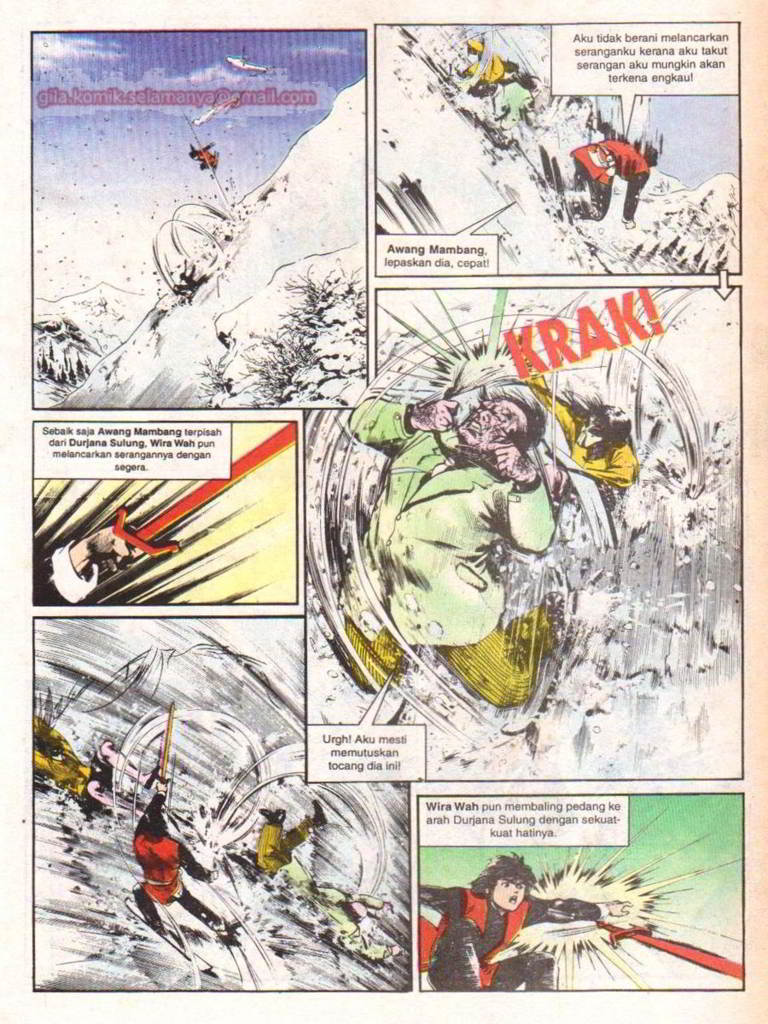 gila.komik.selamanya@gmail.com
Aku tidak berani melancarkan
seranganku kerana aku takut
serangan aku mungkin akan
terkena engkau!
Awang Mambang,
lepaskan dia, cepat!
KRAK!
Urgh! Aku mesti
memutuskan
tocang dia ini!
Sebaik saja Awang Mambang terpisah
dari Durjana Sulung, Wira Wah pun
melancarkan serangannya dengan
segera.
Wira Wah pun membaling pedang ke
arah Durjana Sulung dengan sekuat-
kuat hatinya.